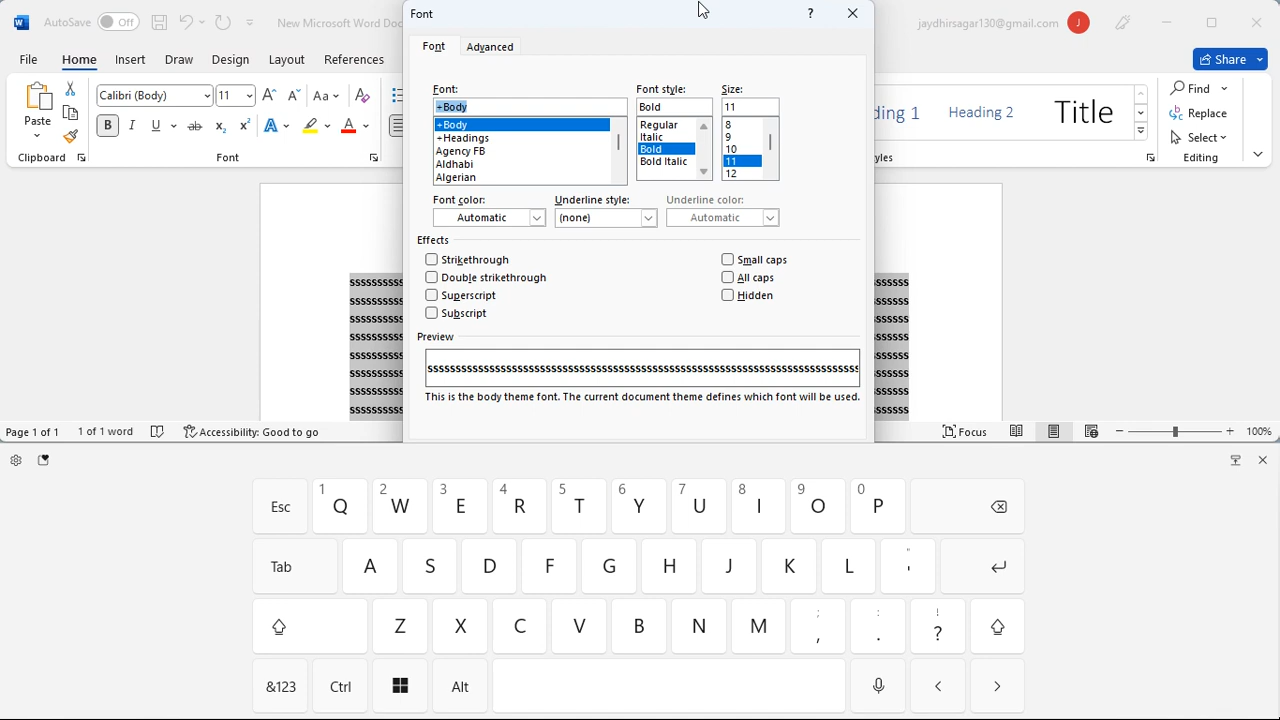 AutoSave Off New Microsoft Word Doc
Font
?
jaydhirsagar130@gmail.com J
File Home Insert Draw Design Layout References
Font Advanced
Share
Calibri (Body) 11 Aa
Paste
B I U ab x2 x2 A A
Clipboard
Font
Font: Font style: Size:
+Body Bold 11
+Body Regular 8
+Headings Italic 9
Agency FB Bold 10
Aldhabi Bold Italic 11
Algerian 12
Font color: Underline style: Underline color:
Automatic (none) Automatic
Effects
Strikethrough Small caps
Double strikethrough All caps
Superscript Hidden
Subscript
Preview
This is the body theme font. The current document theme defines which font will be used.
ing 1 Heading 2 Title
Find
Replace
Select
yles Editing
Page 1 of 1 1 of 1 word Accessibility: Good to go
Focus 100%
Esc 1 Q 2 W 3 E 4 R 5 T 6 Y 7 U 8 I 9 O 0 P
Tab A S D F G H J K L " '
Z X C V B N M ; , : . ! ?
&123 Ctrl Alt